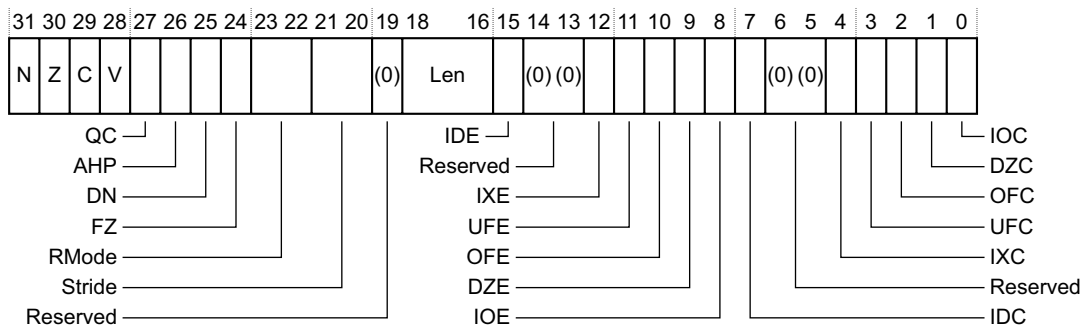 31 30 29 28 27 26 25 24 23 22 21 20 19 18 16 15 14 13 12 11 10 9 8 7 6 5 4 3 2 1 0
N Z C V (0) Len (0) (0) (0) (0)
QC IDE IOC
AHP Reserved DZC
DN IXE OFC
FZ UFE UFC
RMode OFE IXC
Stride DZE Reserved
Reserved IOE IDC